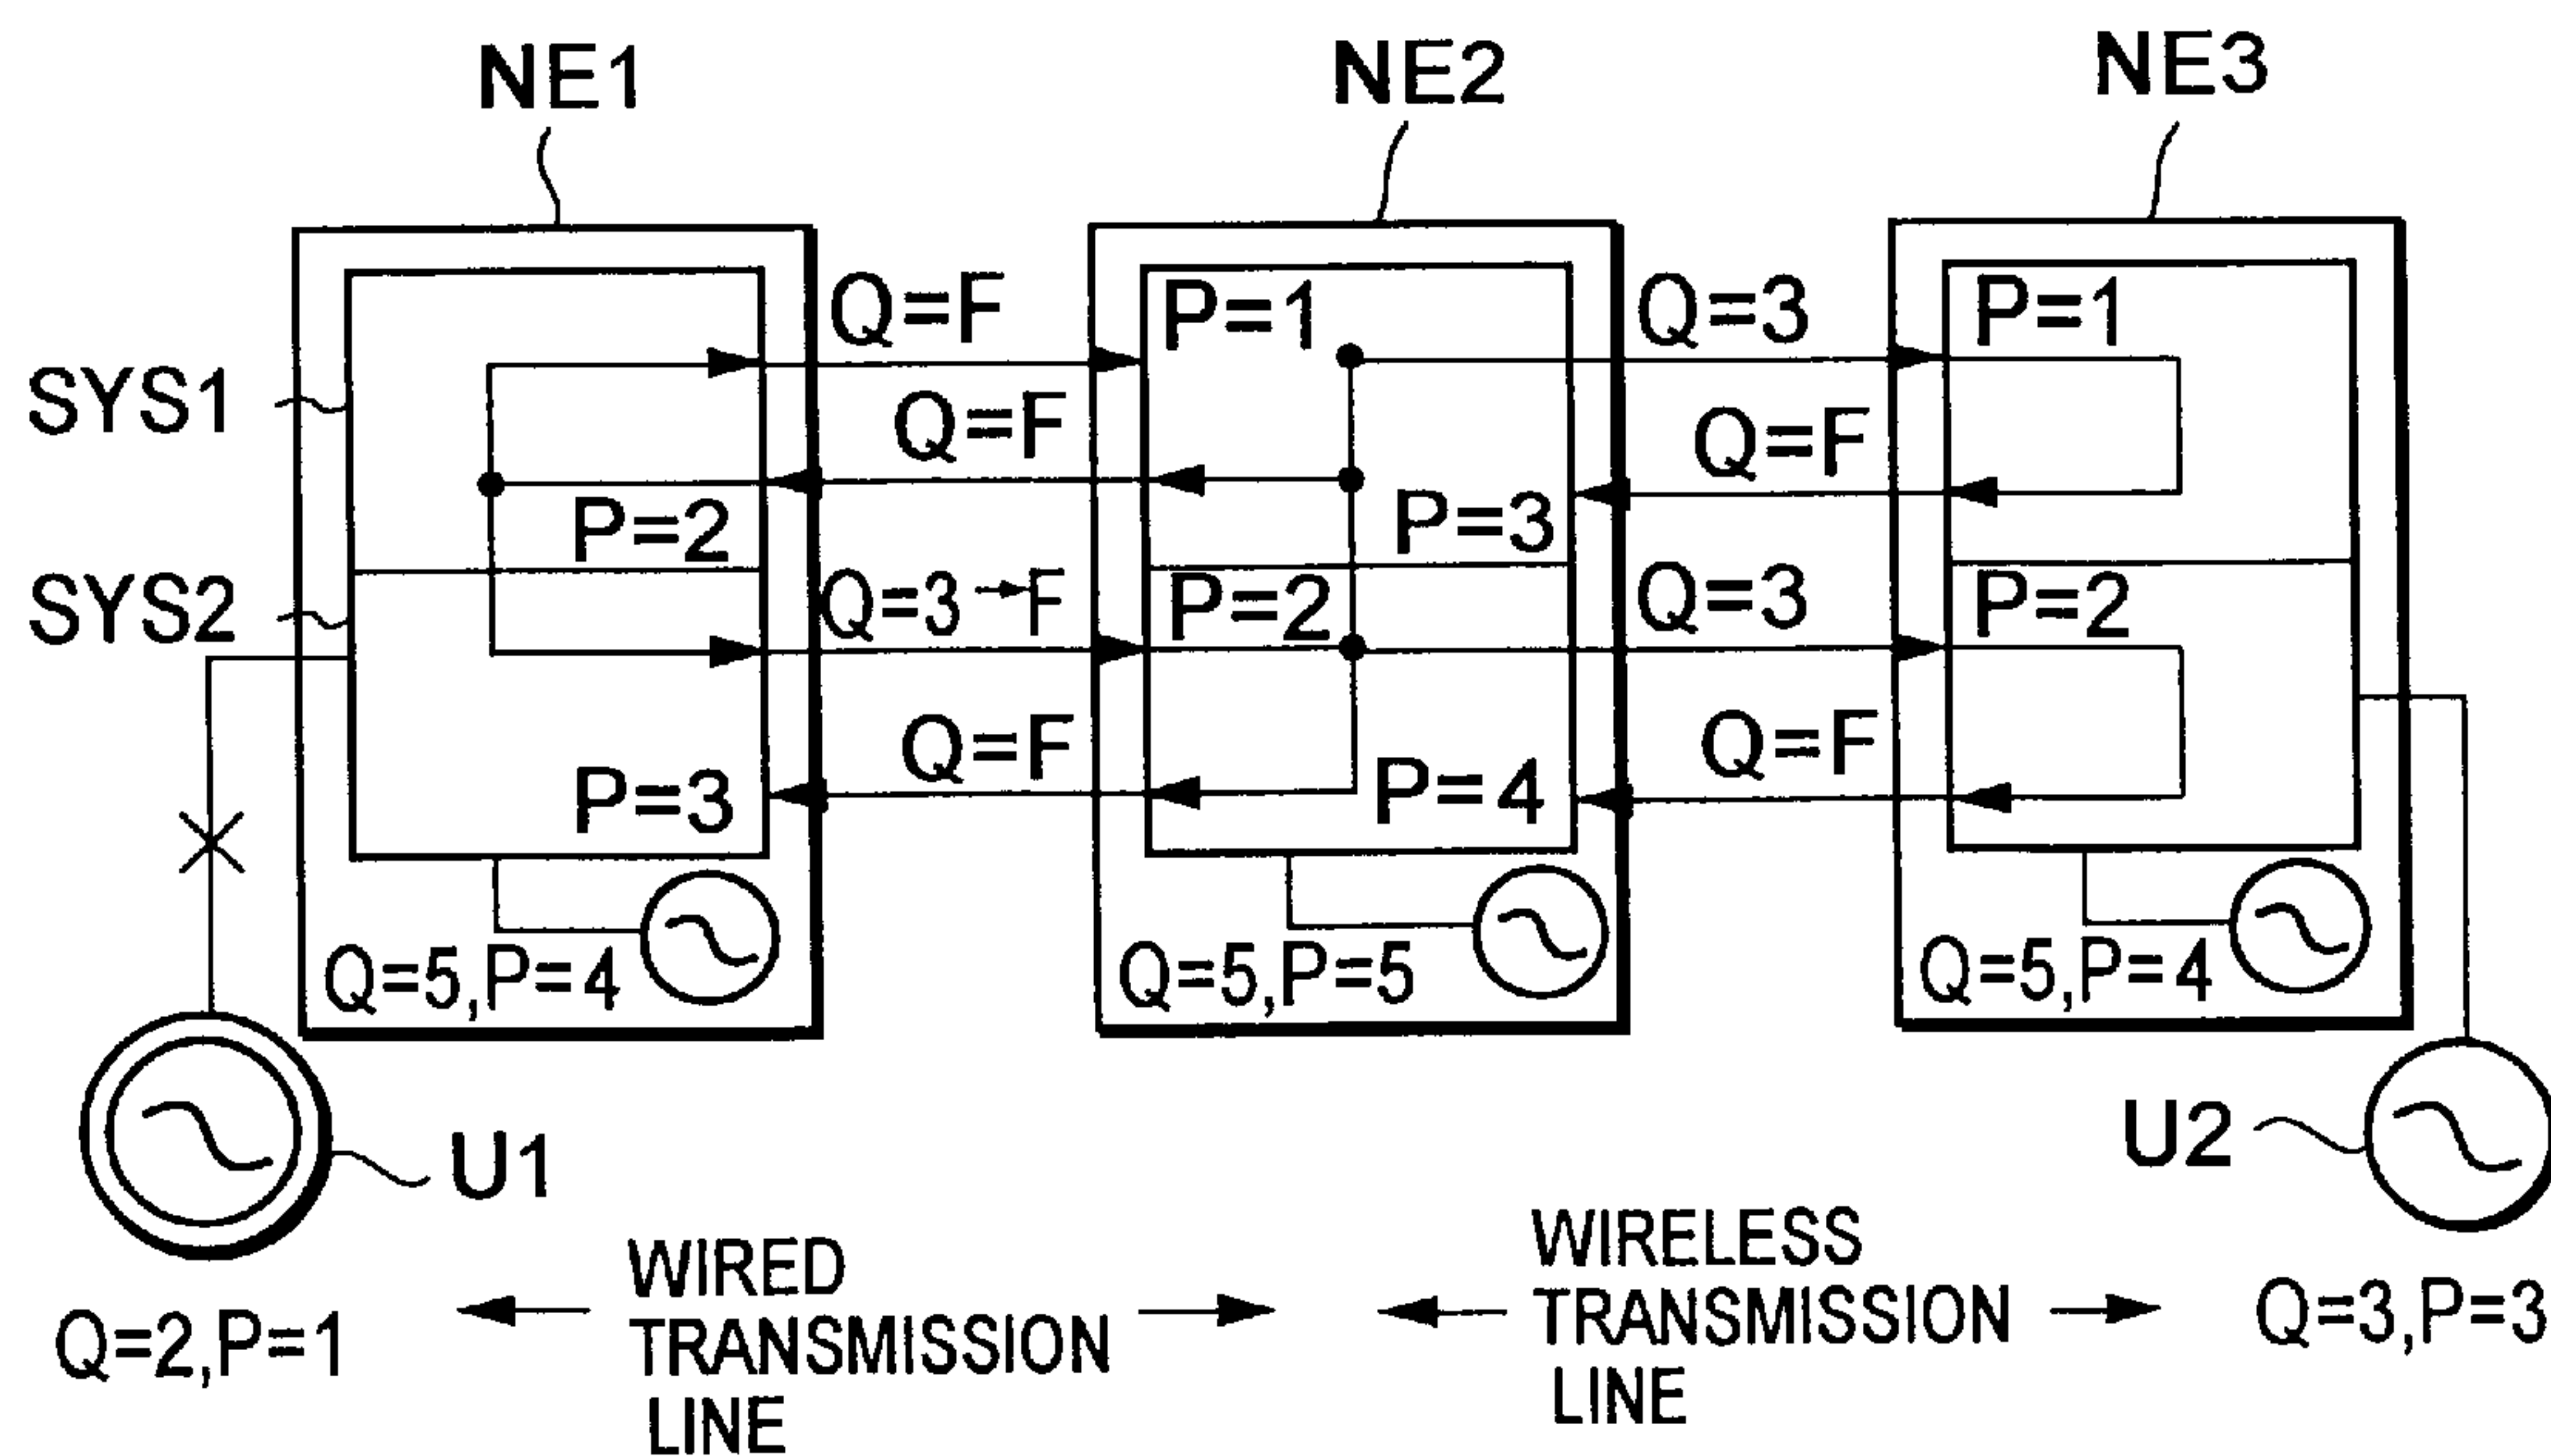 NE1
NE2
NE3
SYS1
SYS2
Q=F
Q=F
Q=3→F
Q=F
P=2
P=3
Q=5,P=4
P=1
P=3
P=2
P=4
Q=5,P=5
Q=3
Q=F
Q=3
Q=F
P=1
P=2
Q=5,P=4
U1
U2
Q=2,P=1
WIRED
TRANSMISSION
LINE
WIRELESS
TRANSMISSION
LINE
Q=3,P=3